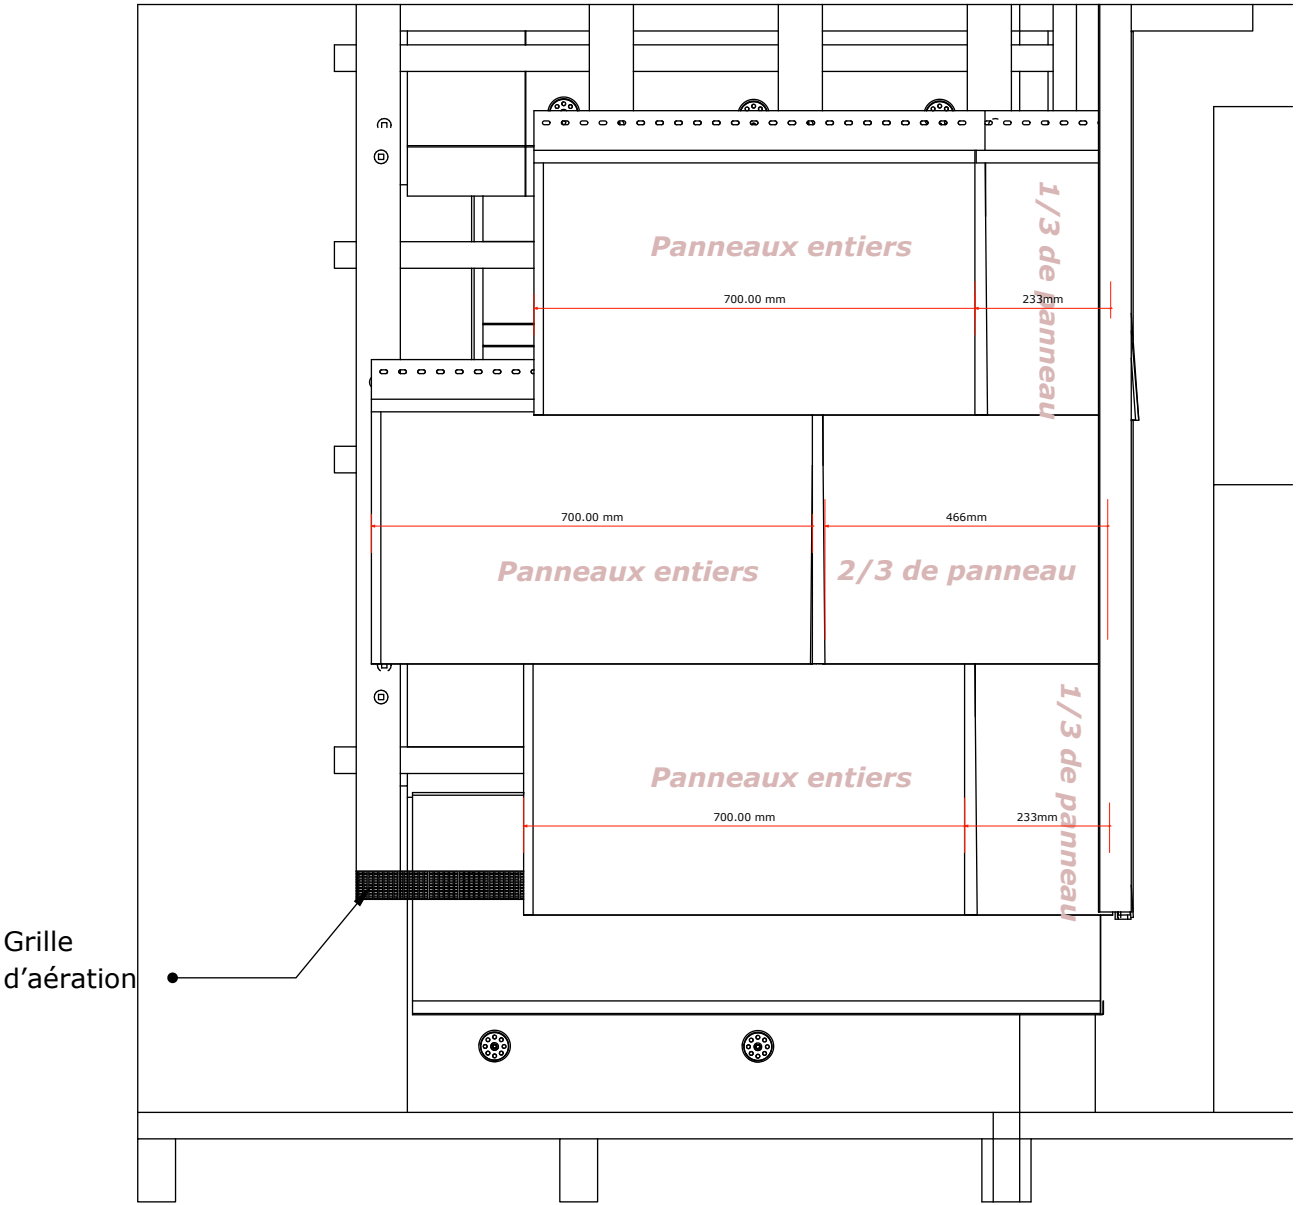 1/3 de panneau
Panneaux entiers
700.00 mm
233mm
700.00 mm
466mm
Panneaux entiers
2/3 de panneau
1/3 de panneau
Panneaux entiers
700.00 mm
233mm
Grille
d’aération